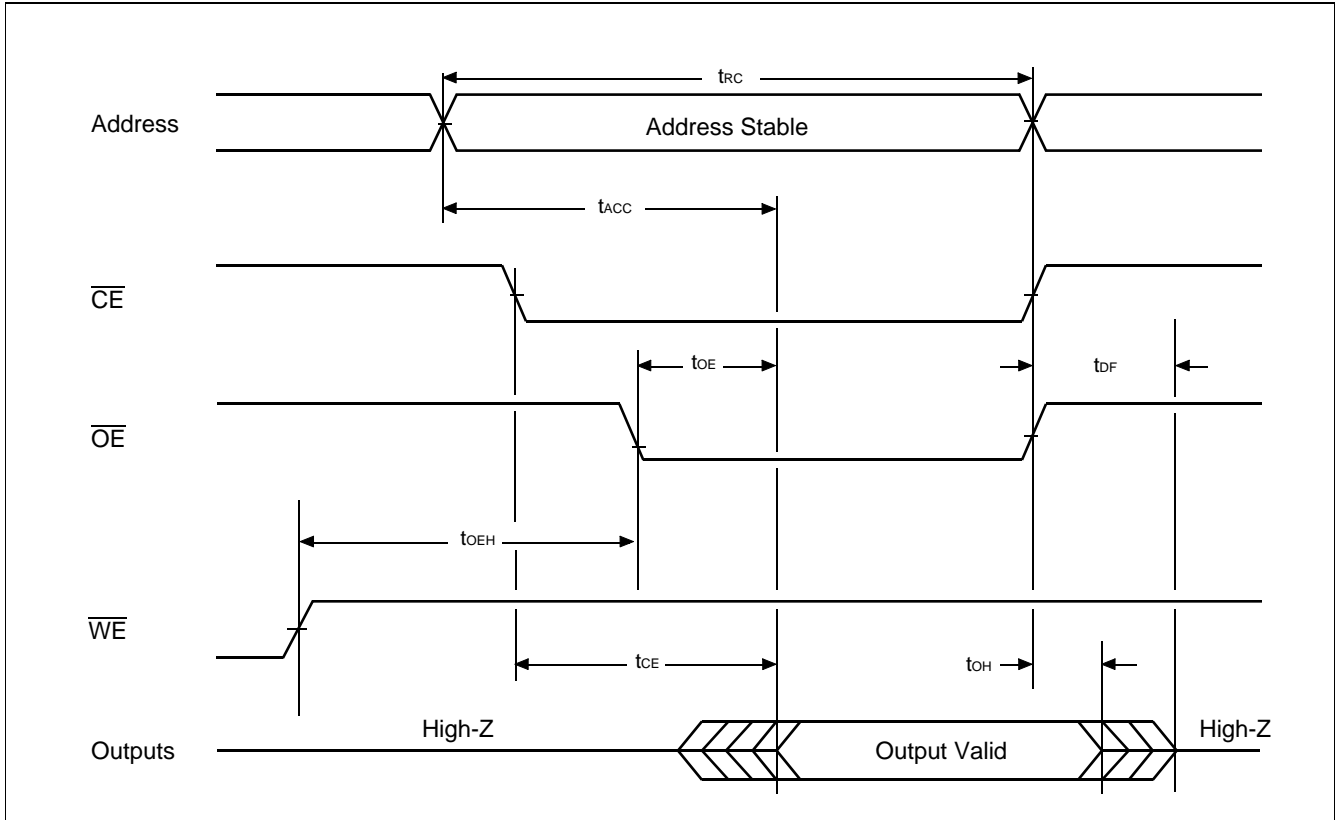 tRC
Address
Address Stable
tACC
CE
tOE
tDF
OE
tOEH
WE
tCE
tOH
High-Z
High-Z
Outputs
Output Valid